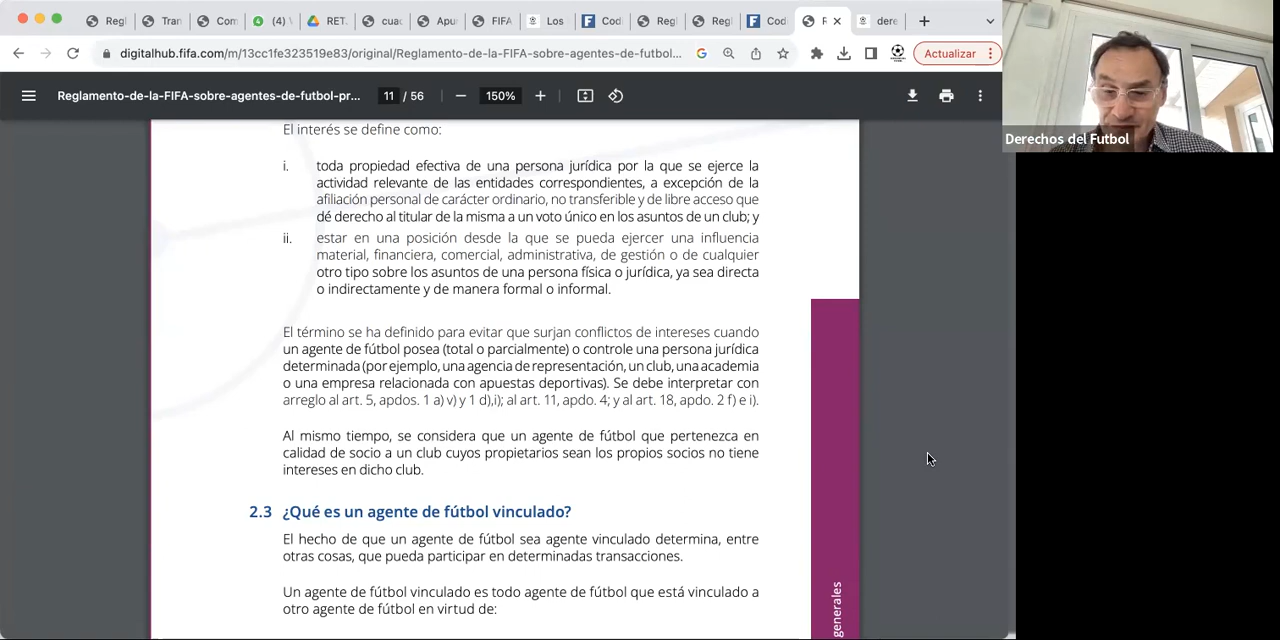 Regl
Tran
Com
(4) \
RET.
cuac
Apu
FIFA
Los
Codi
Regl
Regl
Codi
R
dere
digitalhub.fifa.com/m/13cc1fe323519e83/original/Reglamento-de-la-FIFA-sobre-agentes-de-futbol...
Actualizar
Reglamento-de-la-FIFA-sobre-agentes-de-futbol-pr...
11 / 56
150%
Derechos del Futbol
El interés se define como:
i. toda propiedad efectiva de una persona jurídica por la que se ejerce la
actividad relevante de las entidades correspondientes, a excepción de la
afiliación personal de carácter ordinario, no transferible y de libre acceso que
dé derecho al titular de la misma a un voto único en los asuntos de un club; y
ii. estar en una posición desde la que se pueda ejercer una influencia
material, financiera, comercial, administrativa, de gestión o de cualquier
otro tipo sobre los asuntos de una persona física o jurídica, ya sea directa
o indirectamente y de manera formal o informal.
El término se ha definido para evitar que surjan conflictos de intereses cuando
un agente de fútbol posea (total o parcialmente) o controle una persona jurídica
determinada (por ejemplo, una agencia de representación, un club, una academia
o una empresa relacionada con apuestas deportivas). Se debe interpretar con
arreglo al art. 5, apdos. 1 a) v) y 1 d),i); al art. 11, apdo. 4; y al art. 18, apdo. 2 f) e i).
Al mismo tiempo, se considera que un agente de fútbol que pertenezca en
calidad de socio a un club cuyos propietarios sean los propios socios no tiene
intereses en dicho club.
2.3 ¿Qué es un agente de fútbol vinculado?
El hecho de que un agente de fútbol sea agente vinculado determina, entre
otras cosas, que pueda participar en determinadas transacciones.
Un agente de fútbol vinculado es todo agente de fútbol que está vinculado a
otro agente de fútbol en virtud de:
generales